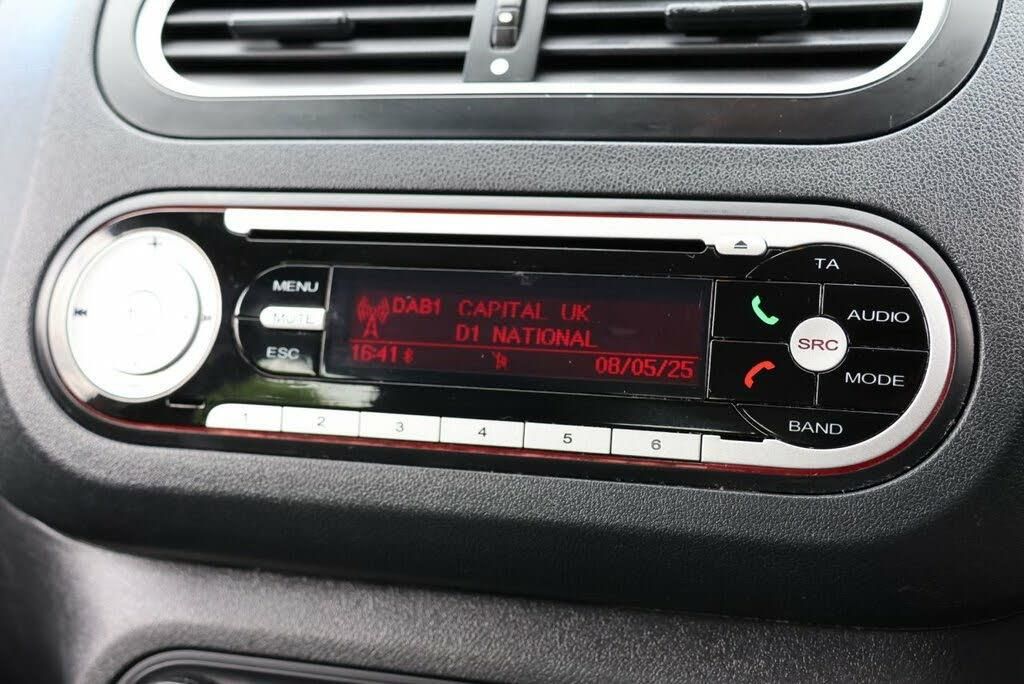 TA
MENU
MUTE
ESC
DAB1 CAPITAL UK
D1 NATIONAL
16:41
08/05/25
AUDIO
SRC
MODE
BAND
1 2 3 4 5 6